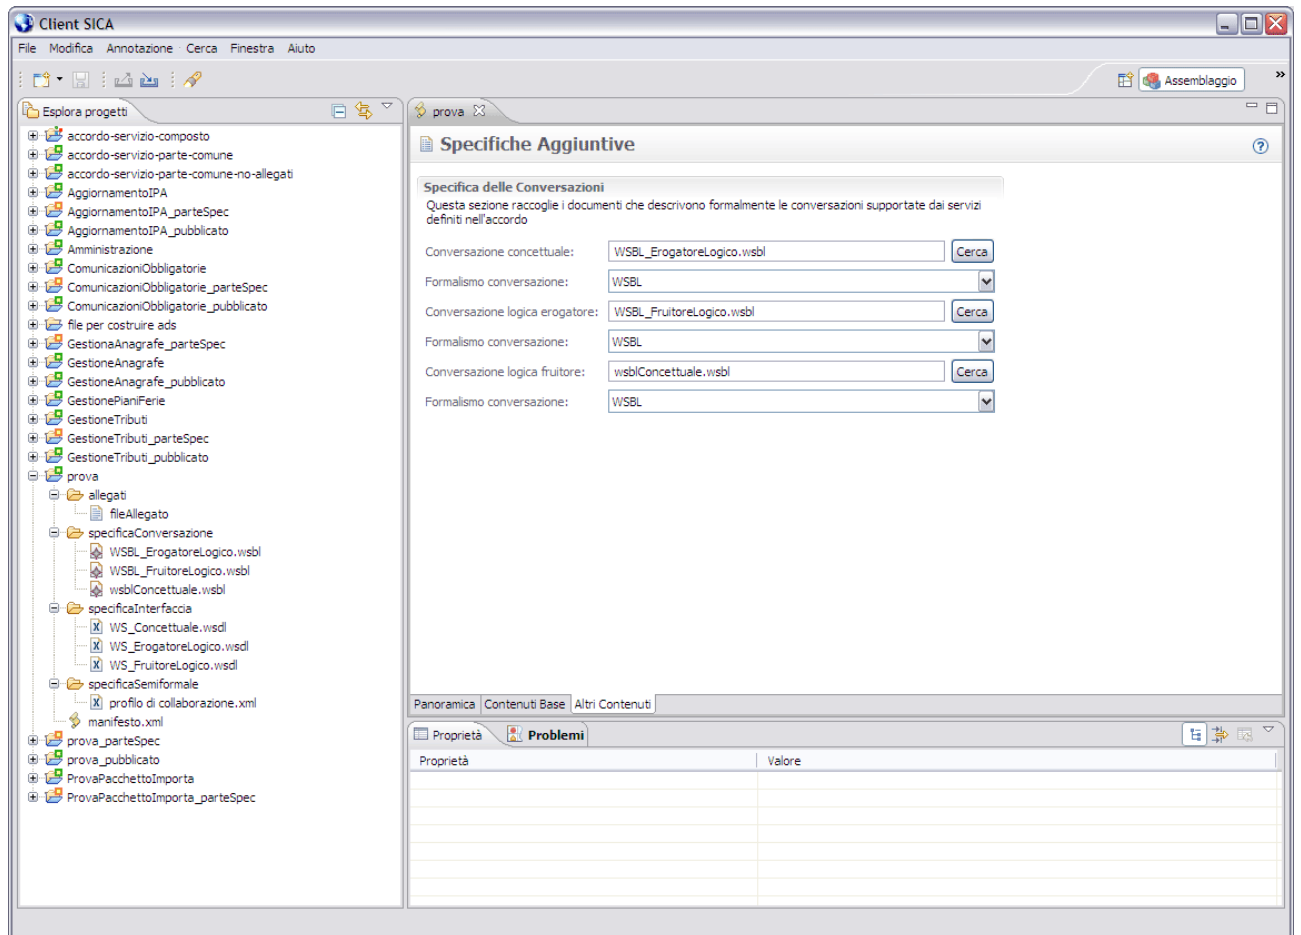 Client SICA
File Modifica Annotazione Cerca Finestra Aiuto
Assemblaggio
»
Esplora progetti
accordo-servizio-composto
accordo-servizio-parte-comune
accordo-servizio-parte-comune-no-allegati
AggiornamentoIPA
AggiornamentoIPA_parteSpec
AggiornamentoIPA_pubblicato
Amministrazione
ComunicazioniObbligatorie
ComunicazioniObbligatorie_parteSpec
ComunicazioniObbligatorie_pubblicato
file per costruire ads
GestionaAnagrafe_parteSpec
GestioneAnagrafe
GestioneAnagrafe_pubblicato
GestionePianiFerie
GestioneTributi
GestioneTributi_parteSpec
GestioneTributi_pubblicato
prova
allegati
fileAllegato
specificaConversazione
WSBL_ErogatoreLogico.wsbl
WSBL_FruitoreLogico.wsbl
wsblConcettuale.wsbl
specificaInterfaccia
WS_Concettuale.wsdl
WS_ErogatoreLogico.wsdl
WS_FruitoreLogico.wsdl
specificaSemiformale
profilo di collaborazione.xml
manifesto.xml
prova_parteSpec
prova_pubblicato
ProvaPacchettoImporta
ProvaPacchettoImporta_parteSpec
prova
Specifiche Aggiuntive
Specifica delle Conversazioni
Questa sezione raccoglie i documenti che descrivono formalmente le conversazioni supportate dai servizi
definiti nell'accordo
Conversazione concettuale: WSBL_ErogatoreLogico.wsbl Cerca
Formalismo conversazione: WSBL
Conversazione logica erogatore: WSBL_FruitoreLogico.wsbl Cerca
Formalismo conversazione: WSBL
Conversazione logica fruitore: wsblConcettuale.wsbl Cerca
Formalismo conversazione: WSBL
Panoramica Contenuti Base Altri Contenuti
Proprietà Problemi
Proprietà Valore